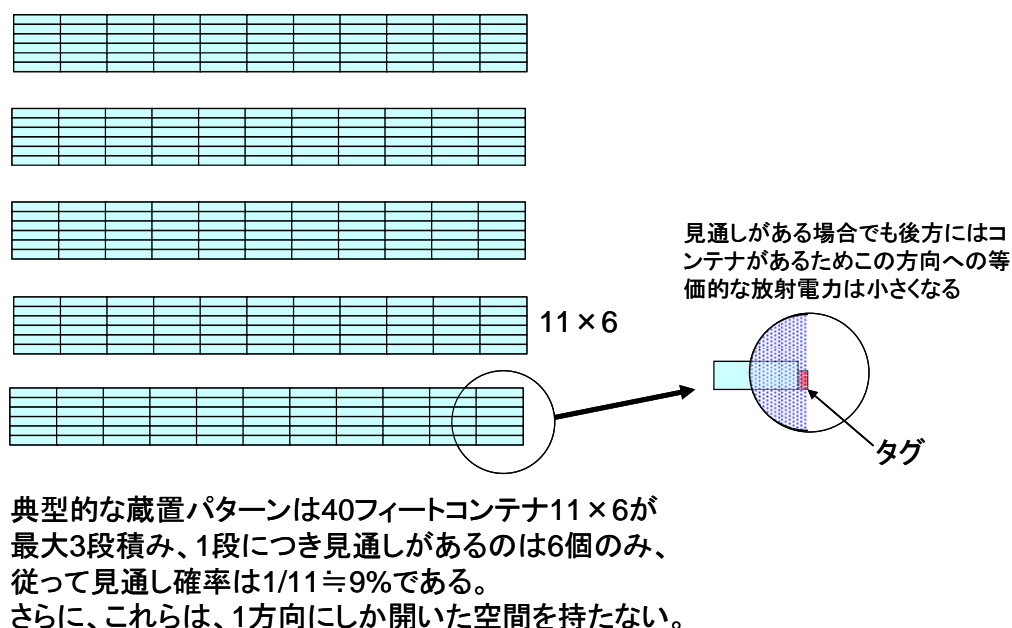 見通しがある場合でも後方にはコ
ンテナがあるためこの方向への等
価的な放射電力は小さくなる
11×6
タグ
典型的な蔵置パターンは40フィートコンテナ11×6が
最大3段積み、1段につき見通しがあるのは6個のみ、
従って見通し確率は1/11≒9%である。
さらに、これらは、1方向にしか開いた空間を持たない。